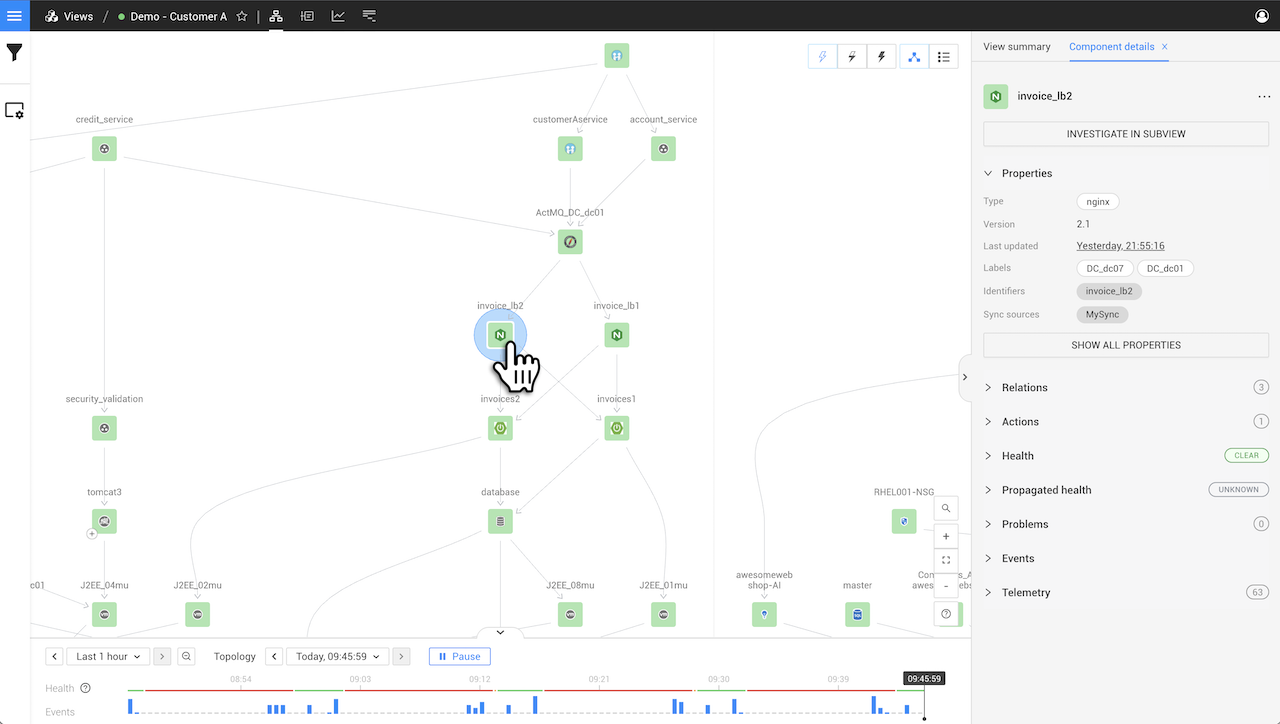 Views / Demo - Customer A
View summary
Component details X
invoice_lb2
INVESTIGATE IN SUBVIEW
Properties
Type nginx
Version 2.1
Last updated Yesterday, 21:55:16
Labels DC_dc07 DC_dc01
Identifiers invoice_lb2
Sync sources MySync
SHOW ALL PROPERTIES
Relations 3
Actions 1
Health CLEAR
Propagated health UNKNOWN
Problems 0
Events
Telemetry 63
credit_service
customerAservice
account_service
ActMQ_DC_dc01
invoice_lb2
invoice_lb1
security_validation
invoices2
invoices1
tomcat3
database
RHEL001-NSG
c01
J2EE_04mu
J2EE_02mu
J2EE_08mu
J2EE_01mu
awesomeweb
shop-AI
master
Last 1 hour
Topology
Today, 09:45:59
Pause
08:54
09:03
09:12
09:21
09:30
09:39
09:45:59
Health
Events